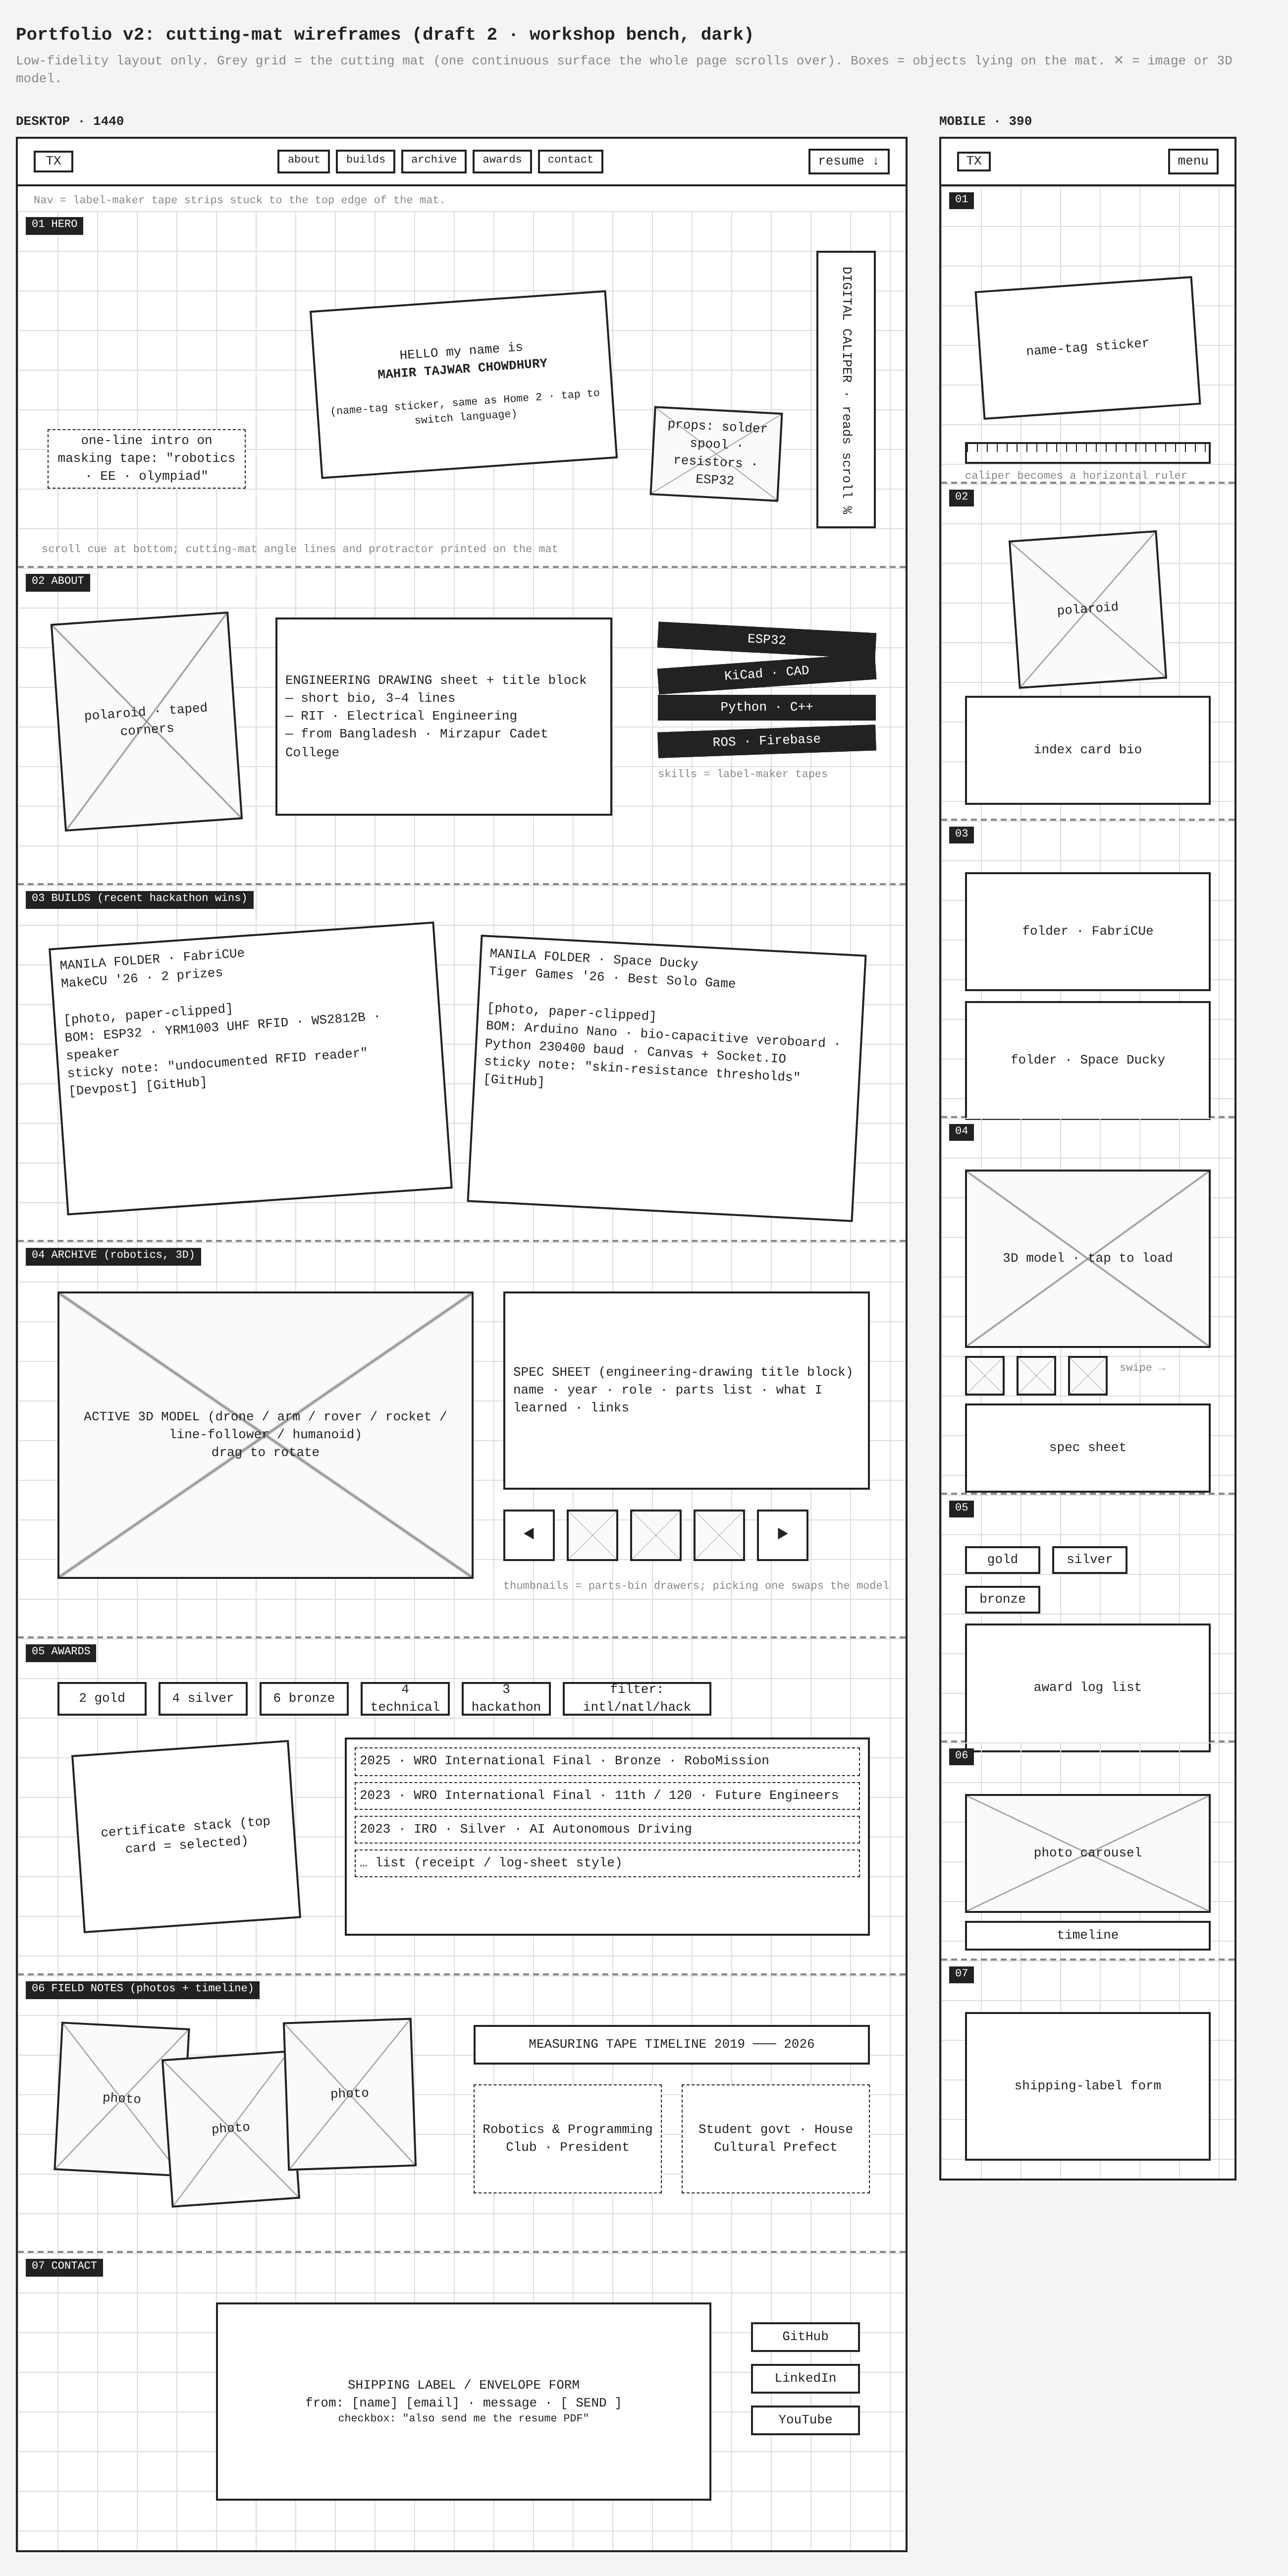 Portfolio v2: cutting-mat wireframes (draft 2 · workshop bench, dark)
Low-fidelity layout only. Grey grid = the cutting mat (one continuous surface the whole page scrolls over). Boxes = objects lying on the mat. ✕ = image or 3D
model.
DESKTOP · 1440
TX
about
builds
archive
awards
contact
resume ↓
Nav = label-maker tape strips stuck to the top edge of the mat.
01 HERO
HELLO my name is
MAHIR TAJWAR CHOWDHURY
(name-tag sticker, same as Home 2 · tap to
switch language)
one-line intro on
masking tape: "robotics
· EE · olympiad"
props: solder
spool ·
resistors ·
ESP32
DIGITAL CALIPER · reads scroll %
scroll cue at bottom; cutting-mat angle lines and protractor printed on the mat
02 ABOUT
polaroid · taped
corners
ENGINEERING DRAWING sheet + title block
— short bio, 3–4 lines
— RIT · Electrical Engineering
— from Bangladesh · Mirzapur Cadet
College
ESP32
KiCad · CAD
Python · C++
ROS · Firebase
skills = label-maker tapes
03 BUILDS (recent hackathon wins)
MANILA FOLDER · FabriCUe
MakeCU '26 · 2 prizes
[photo, paper-clipped]
BOM: ESP32 · YRM1003 UHF RFID · WS2812B ·
speaker
sticky note: "undocumented RFID reader"
[Devpost] [GitHub]
MANILA FOLDER · Space Ducky
Tiger Games '26 · Best Solo Game
[photo, paper-clipped]
BOM: Arduino Nano · bio-capacitive veroboard ·
Python 230400 baud · Canvas + Socket.IO
sticky note: "skin-resistance thresholds"
[GitHub]
04 ARCHIVE (robotics, 3D)
ACTIVE 3D MODEL (drone / arm / rover / rocket /
line-follower / humanoid)
drag to rotate
SPEC SHEET (engineering-drawing title block)
name · year · role · parts list · what I
learned · links
◀
▶
thumbnails = parts-bin drawers; picking one swaps the model
05 AWARDS
2 gold
4 silver
6 bronze
4
technical
3
hackathon
filter:
intl/natl/hack
certificate stack (top
card = selected)
2025 · WRO International Final · Bronze · RoboMission
2023 · WRO International Final · 11th / 120 · Future Engineers
2023 · IRO · Silver · AI Autonomous Driving
… list (receipt / log-sheet style)
06 FIELD NOTES (photos + timeline)
photo
photo
photo
MEASURING TAPE TIMELINE 2019 ——— 2026
Robotics & Programming
Club · President
Student govt · House
Cultural Prefect
07 CONTACT
SHIPPING LABEL / ENVELOPE FORM
from: [name] [email] · message · [ SEND ]
checkbox: "also send me the resume PDF"
GitHub
LinkedIn
YouTube
MOBILE · 390
TX
menu
01
name-tag sticker
caliper becomes a horizontal ruler
02
polaroid
index card bio
03
folder · FabriCUe
folder · Space Ducky
04
3D model · tap to load
swipe →
spec sheet
05
gold
silver
bronze
award log list
06
photo carousel
timeline
07
shipping-label form